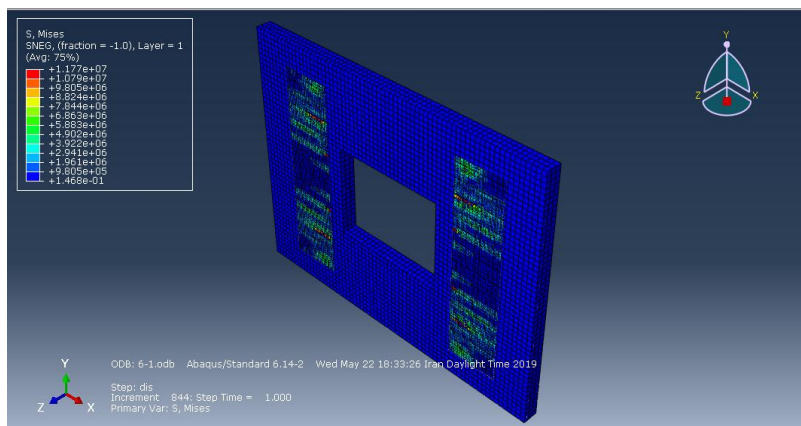 S, Mises
SNEG, (fraction = -1.0), Layer = 1
(Avg: 75%)
+1.177e+07
+1.079e+07
+9.805e+06
+8.824e+06
+7.844e+06
+6.863e+06
+5.883e+06
+4.902e+06
+3.922e+06
+2.941e+06
+1.961e+06
+9.805e+05
+1.468e-01
Y
Z
X
ODB: 6-1.odb Abaqus/Standard 6.14-2 Wed May 22 18:33:26 Iran Daylight Time 2019
Y
Step: dis
Increment 844: Step Time = 1.000
Z
X
Primary Var: S, Mises